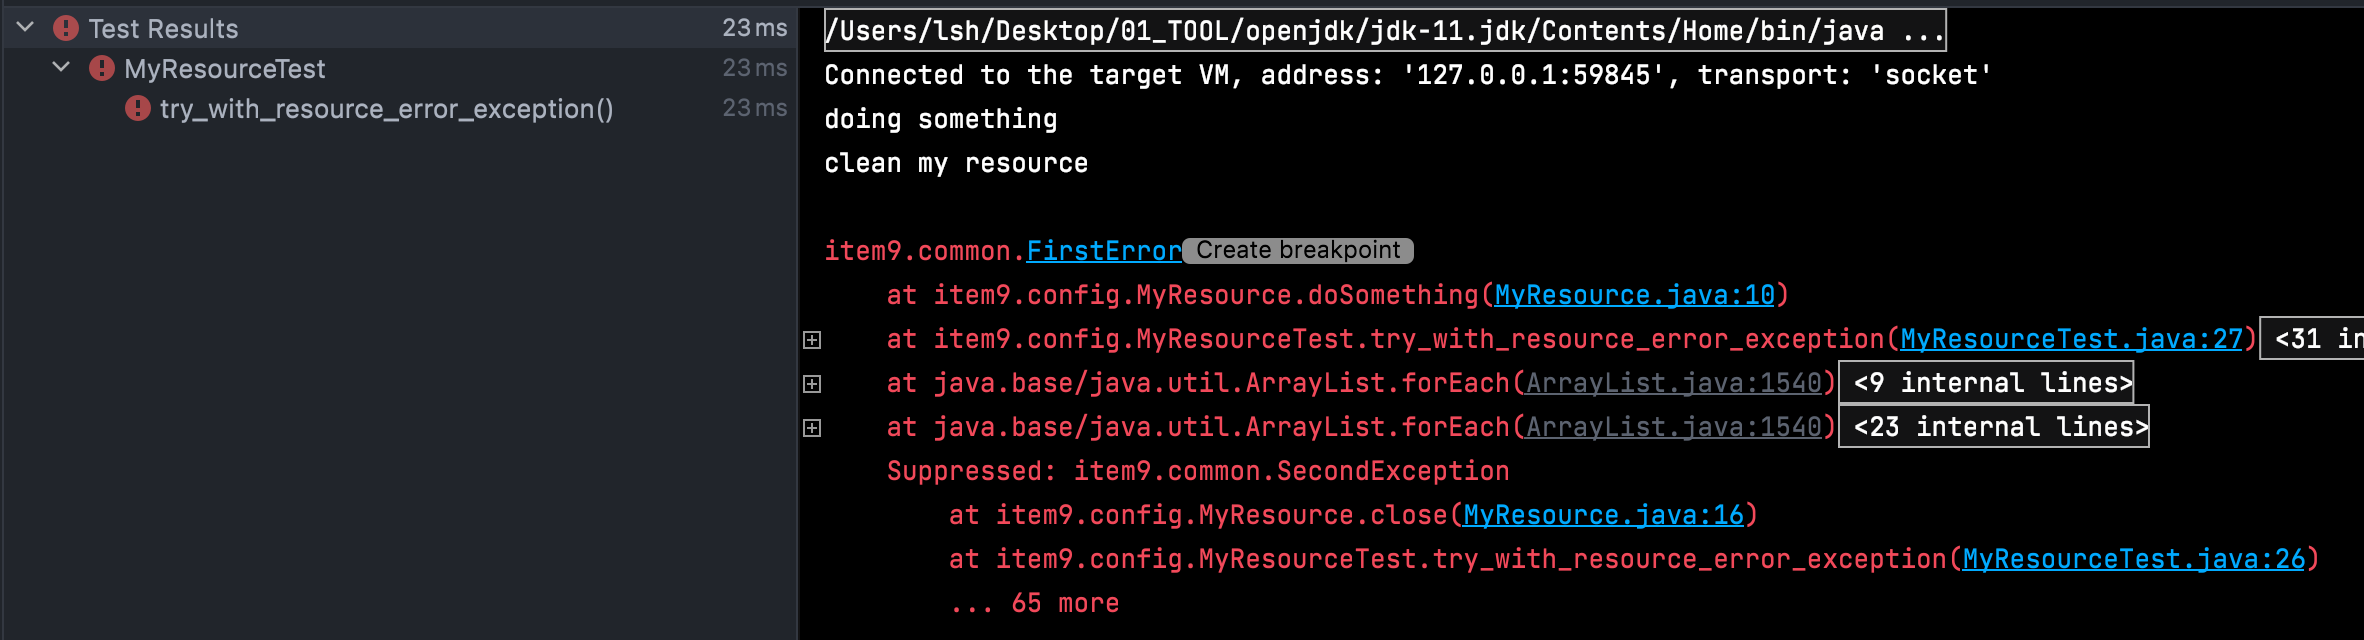 Test Results 23 ms
MyResourceTest 23 ms
try_with_resource_error_exception() 23 ms
/Users/lsh/Desktop/01_TOOL/openjdk/jdk-11.jdk/Contents/Home/bin/java ...
Connected to the target VM, address: '127.0.0.1:59845', transport: 'socket'
doing something
clean my resource
item9.common.FirstError Create breakpoint
at item9.config.MyResource.doSomething(MyResource.java:10)
at item9.config.MyResourceTest.try_with_resource_error_exception(MyResourceTest.java:27) <31
at java.base/java.util.ArrayList.forEach(ArrayList.java:1540) <9 internal lines>
at java.base/java.util.ArrayList.forEach(ArrayList.java:1540) <23 internal lines>
Suppressed: item9.common.SecondException
at item9.config.MyResource.close(MyResource.java:16)
at item9.config.MyResourceTest.try_with_resource_error_exception(MyResourceTest.java:26)
... 65 more